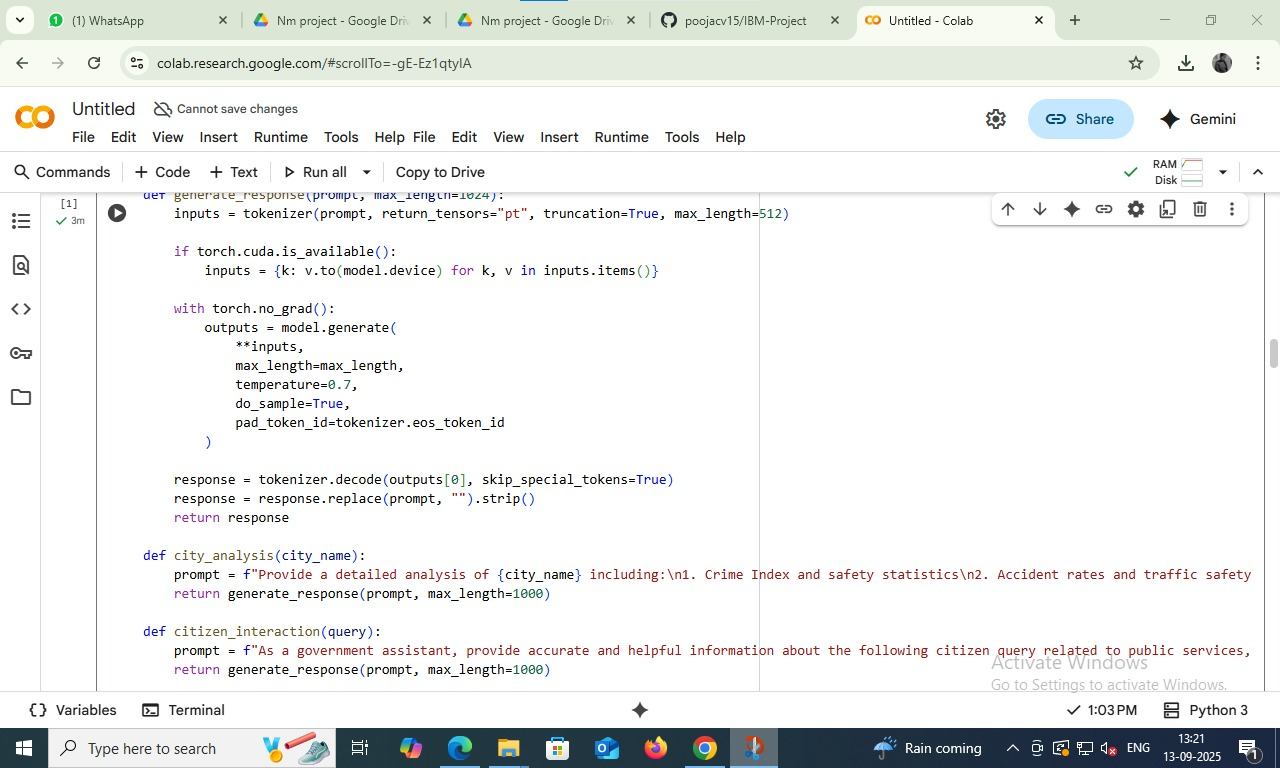 (1) WhatsApp
Nm project - Google Dri
Nm project - Google Dri
poojacv15/IBM-Project
Untitled - Colab
colab.research.google.com/#scrollTo=-gE-Ez1qtylA
Untitled
Cannot save changes
File Edit View Insert Runtime Tools Help File Edit View Insert Runtime Tools Help
Share
Gemini
Commands + Code + Text Run all Copy to Drive
RAM
Disk
[1]
3m
def generate_response(prompt, max_length=1024):
    inputs = tokenizer(prompt, return_tensors="pt", truncation=True, max_length=512)
    if torch.cuda.is_available():
        inputs = {k: v.to(model.device) for k, v in inputs.items()}
    with torch.no_grad():
        outputs = model.generate(
            **inputs,
            max_length=max_length,
            temperature=0.7,
            do_sample=True,
            pad_token_id=tokenizer.eos_token_id
        )
    response = tokenizer.decode(outputs[0], skip_special_tokens=True)
    response = response.replace(prompt, "").strip()
    return response
def city_analysis(city_name):
    prompt = f"Provide a detailed analysis of {city_name} including:\n1. Crime Index and safety statistics\n2. Accident rates and traffic safety
    return generate_response(prompt, max_length=1000)
def citizen_interaction(query):
    prompt = f"As a government assistant, provide accurate and helpful information about the following citizen query related to public services,
    return generate_response(prompt, max_length=1000)
Activate Windows
Go to Settings to activate Windows.
Variables Terminal
1:03 PM
Python 3
Type here to search
Rain coming
ENG
13:21
13-09-2025
1